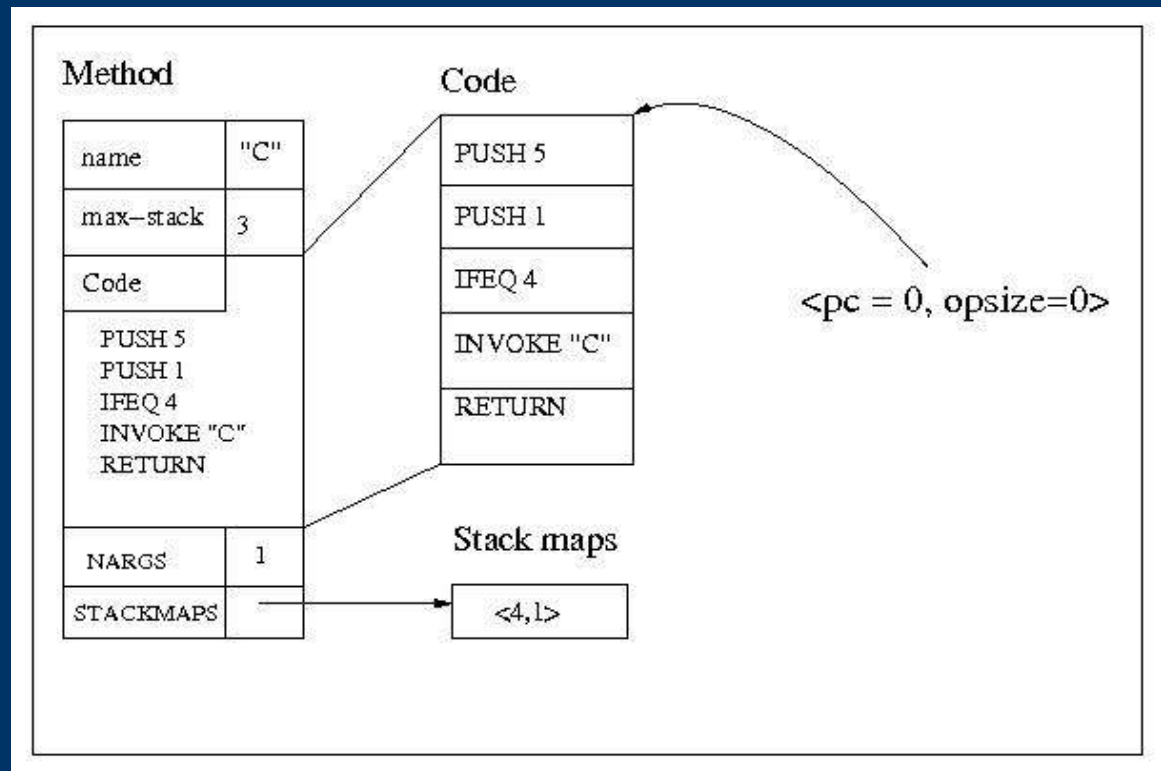 Method
name "C"
max-stack 3
Code
PUSH 5
PUSH 1
IFEQ 4
INVOKE "C"
RETURN
NARGS 1
STACKMAPS
Code
PUSH 5
PUSH 1
IFEQ 4
INVOKE "C"
RETURN
<pc = 0, opsize=0>
Stack maps
<4,1>